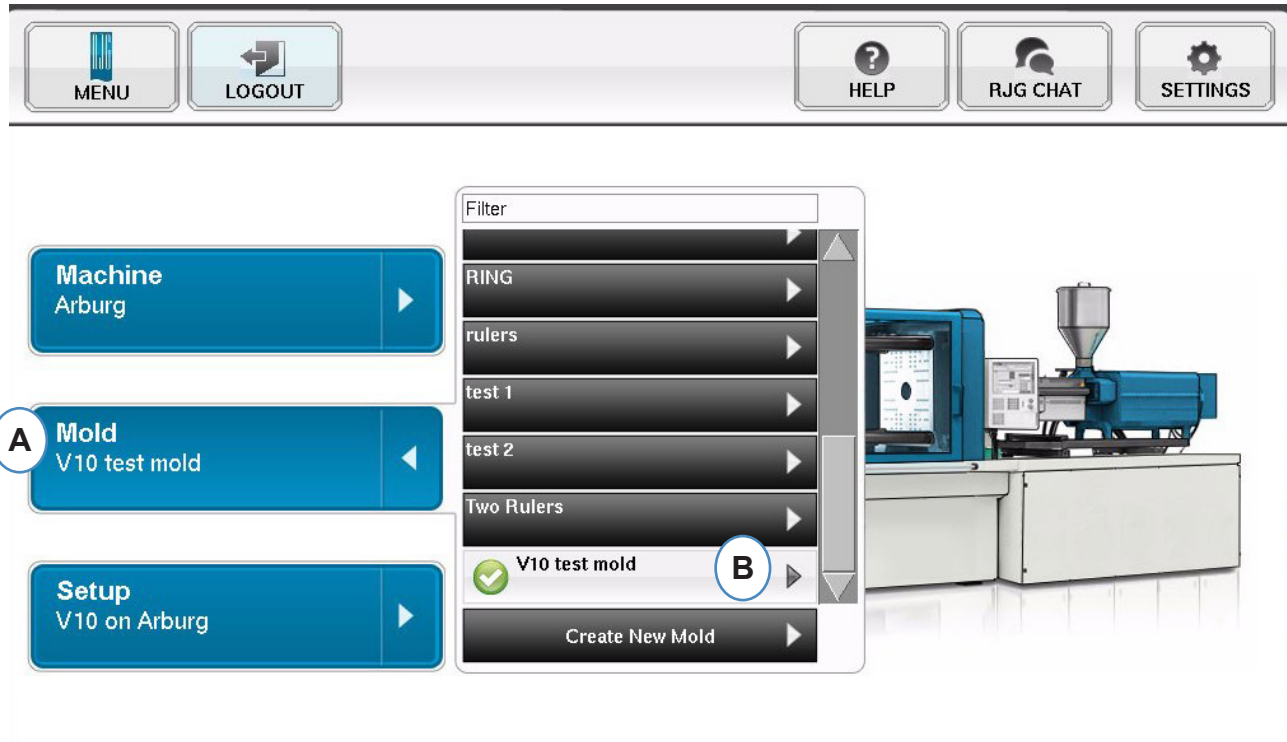 RJG
MENU
LOGOUT
HELP
RJG CHAT
SETTINGS
Machine
Arburg
A
Mold
V10 test mold
Setup
V10 on Arburg
Filter
RING
rulers
test 1
test 2
Two Rulers
V10 test mold
B
Create New Mold